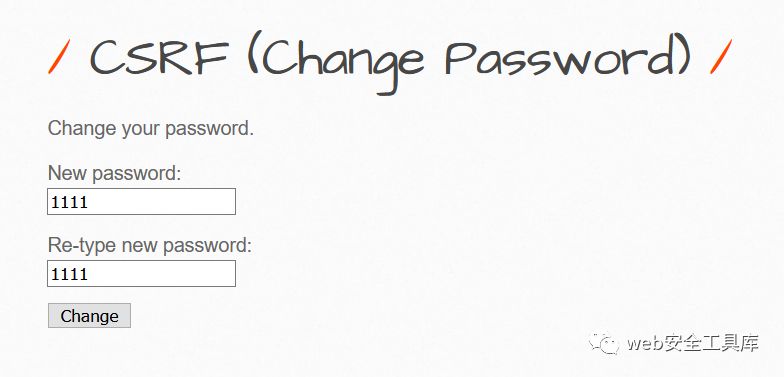 / CSRF (Change Password) /
Change your password.
New password:
1111
Re-type new password:
1111
Change
web安全工具库